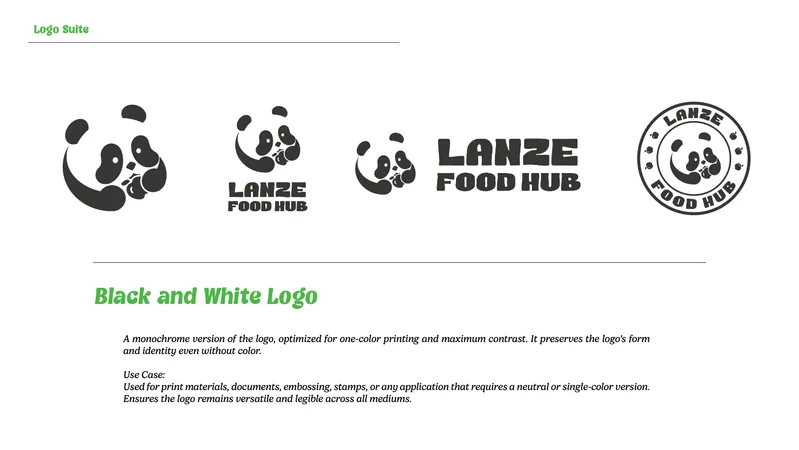 Logo Suite
LANZE
FOOD HUB
LANZE
FOOD HUB
LANZE
FOOD HUB
Black and White Logo
A monochrome version of the logo, optimized for one-color printing and maximum contrast. It preserves the logo's form
and identity even without color.
Use Case:
Used for print materials, documents, embossing, stamps, or any application that requires a neutral or single-color version.
Ensures the logo remains versatile and legible across all mediums.